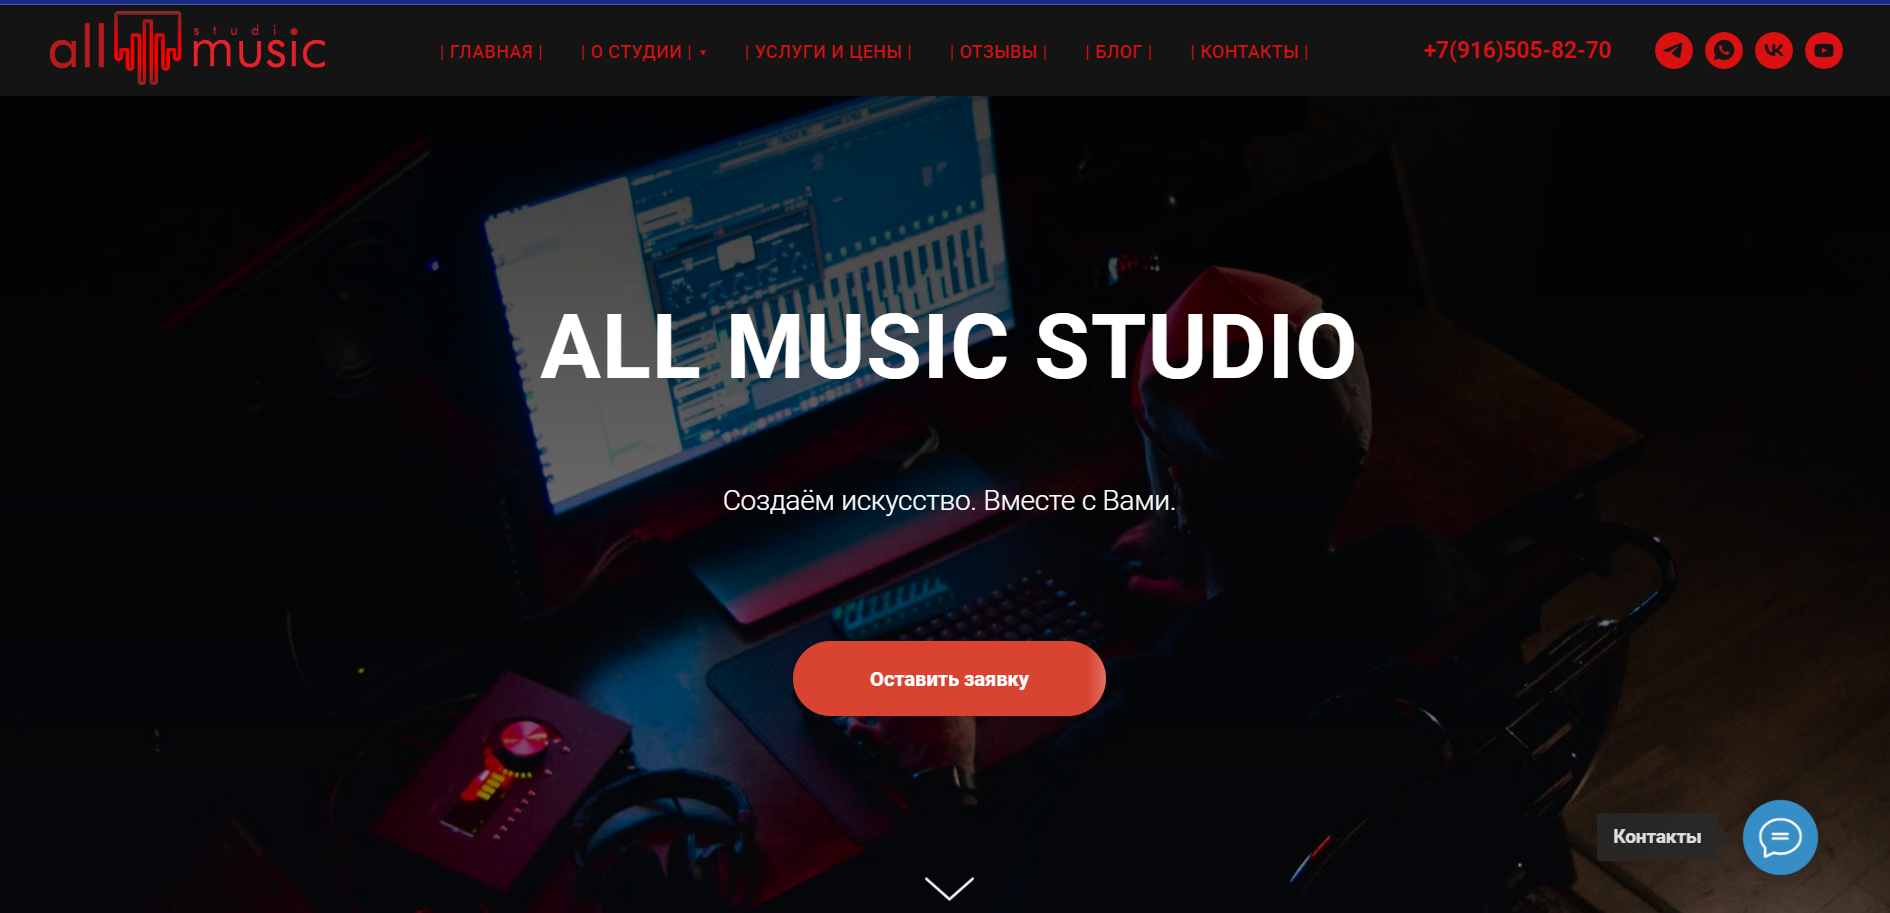 all music
studi
| ГЛАВНАЯ |
| О СТУДИИ | ▾
| УСЛУГИ И ЦЕНЫ |
| ОТЗЫВЫ |
| БЛОГ |
| КОНТАКТЫ |
+7(916)505-82-70
ALL MUSIC STUDIO
Создаём искусство. Вместе с Вами.
Оставить заявку
Контакты